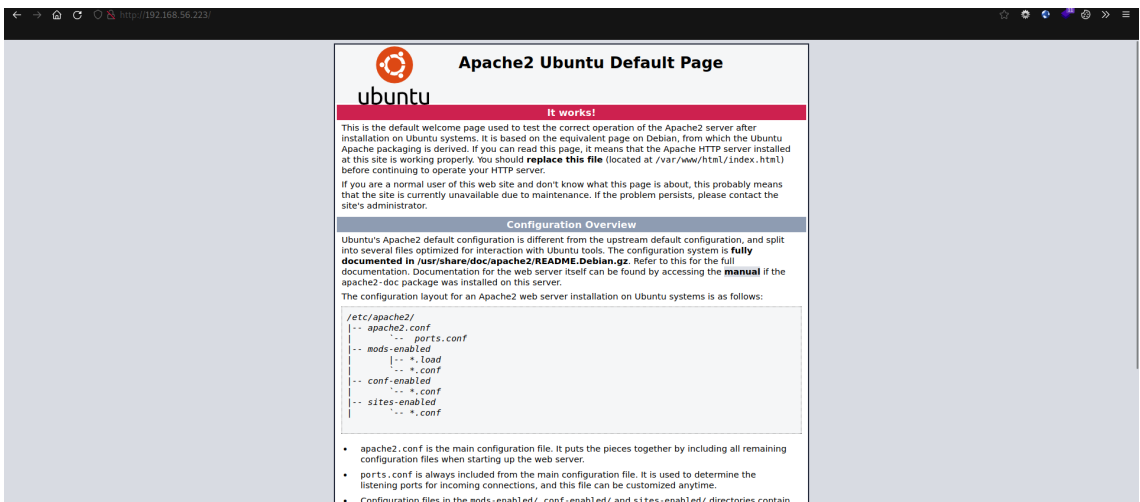 http://192.168.56.223/
ubuntu
Apache2 Ubuntu Default Page
It works!
This is the default welcome page used to test the correct operation of the Apache2 server after
installation on Ubuntu systems. It is based on the equivalent page on Debian, from which the Ubuntu
Apache packaging is derived. If you can read this page, it means that the Apache HTTP server installed
at this site is working properly. You should replace this file (located at /var/www/html/index.html)
before continuing to operate your HTTP server.
If you are a normal user of this web site and don't know what this page is about, this probably means
that the site is currently unavailable due to maintenance. If the problem persists, please contact the
site's administrator.
Configuration Overview
Ubuntu's Apache2 default configuration is different from the upstream default configuration, and split
into several files optimized for interaction with Ubuntu tools. The configuration system is fully
documented in /usr/share/doc/apache2/README.Debian.gz. Refer to this for the full
documentation. Documentation for the web server itself can be found by accessing the manual if the
apache2-doc package was installed on this server.
The configuration layout for an Apache2 web server installation on Ubuntu systems is as follows:
/etc/apache2/
|-- apache2.conf
|       `--  ports.conf
|-- mods-enabled
|       |-- *.load
|       `-- *.conf
|-- conf-enabled
|       `-- *.conf
|-- sites-enabled
|       `-- *.conf
• apache2.conf is the main configuration file. It puts the pieces together by including all remaining
configuration files when starting up the web server.
• ports.conf is always included from the main configuration file. It is used to determine the
listening ports for incoming connections, and this file can be customized anytime.
• Configuration files in the mods-enabled/, conf-enabled/ and sites-enabled/ directories contain